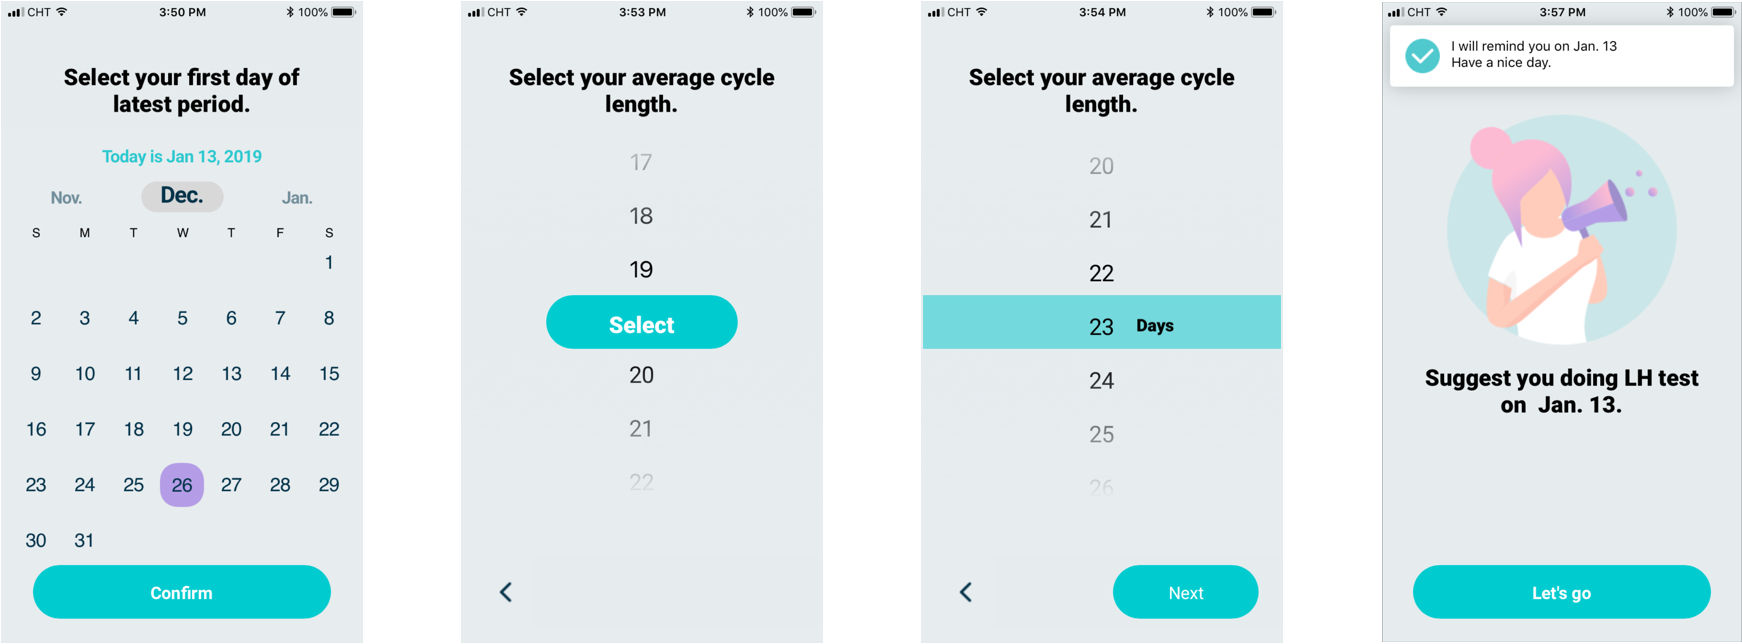 CHT 3:50 PM 100%
Select your first day of
latest period.
Today is Jan 13, 2019
Nov. Dec. Jan.
S M T W T F S
1
2 3 4 5 6 7 8
9 10 11 12 13 14 15
16 17 18 19 20 21 22
23 24 25 26 27 28 29
30 31
Confirm
CHT 3:53 PM 100%
Select your average cycle
length.
17
18
19
Select
20
21
22
CHT 3:54 PM 100%
Select your average cycle
length.
20
21
22
23 Days
24
25
26
Next
CHT 3:57 PM 100%
I will remind you on Jan. 13
Have a nice day.
Suggest you doing LH test
on Jan. 13.
Let's go